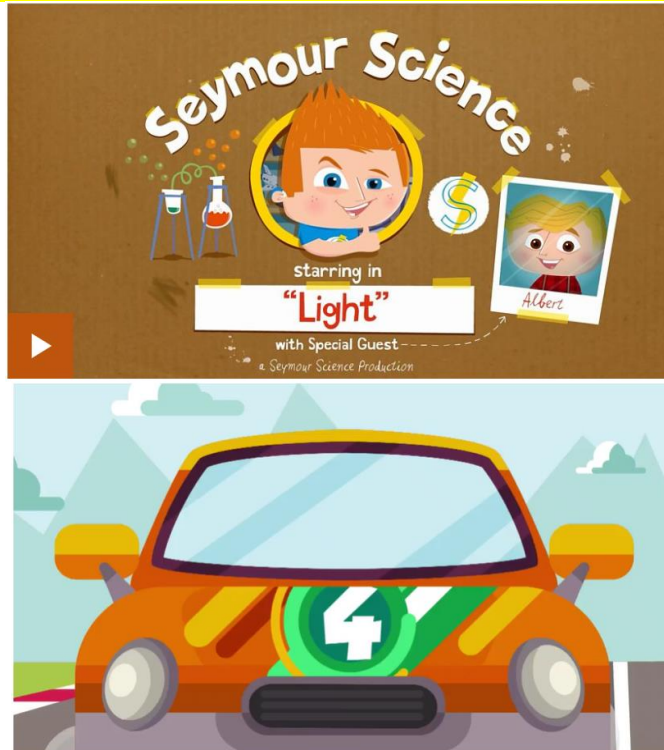 Seymour Science
S
starring in
"Light"
Albert
with Special Guest
a Seymour Science Production
4